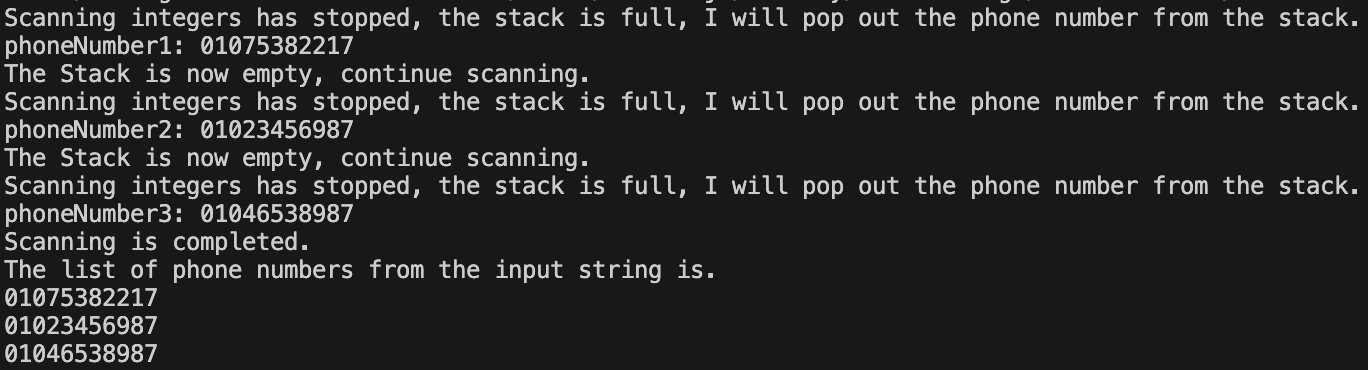 Scanning integers has stopped, the stack is full, I will pop out the phone number from the stack.
phoneNumber1: 01075382217
The Stack is now empty, continue scanning.
Scanning integers has stopped, the stack is full, I will pop out the phone number from the stack.
phoneNumber2: 01023456987
The Stack is now empty, continue scanning.
Scanning integers has stopped, the stack is full, I will pop out the phone number from the stack.
phoneNumber3: 01046538987
Scanning is completed.
The list of phone numbers from the input string is.
01075382217
01023456987
01046538987